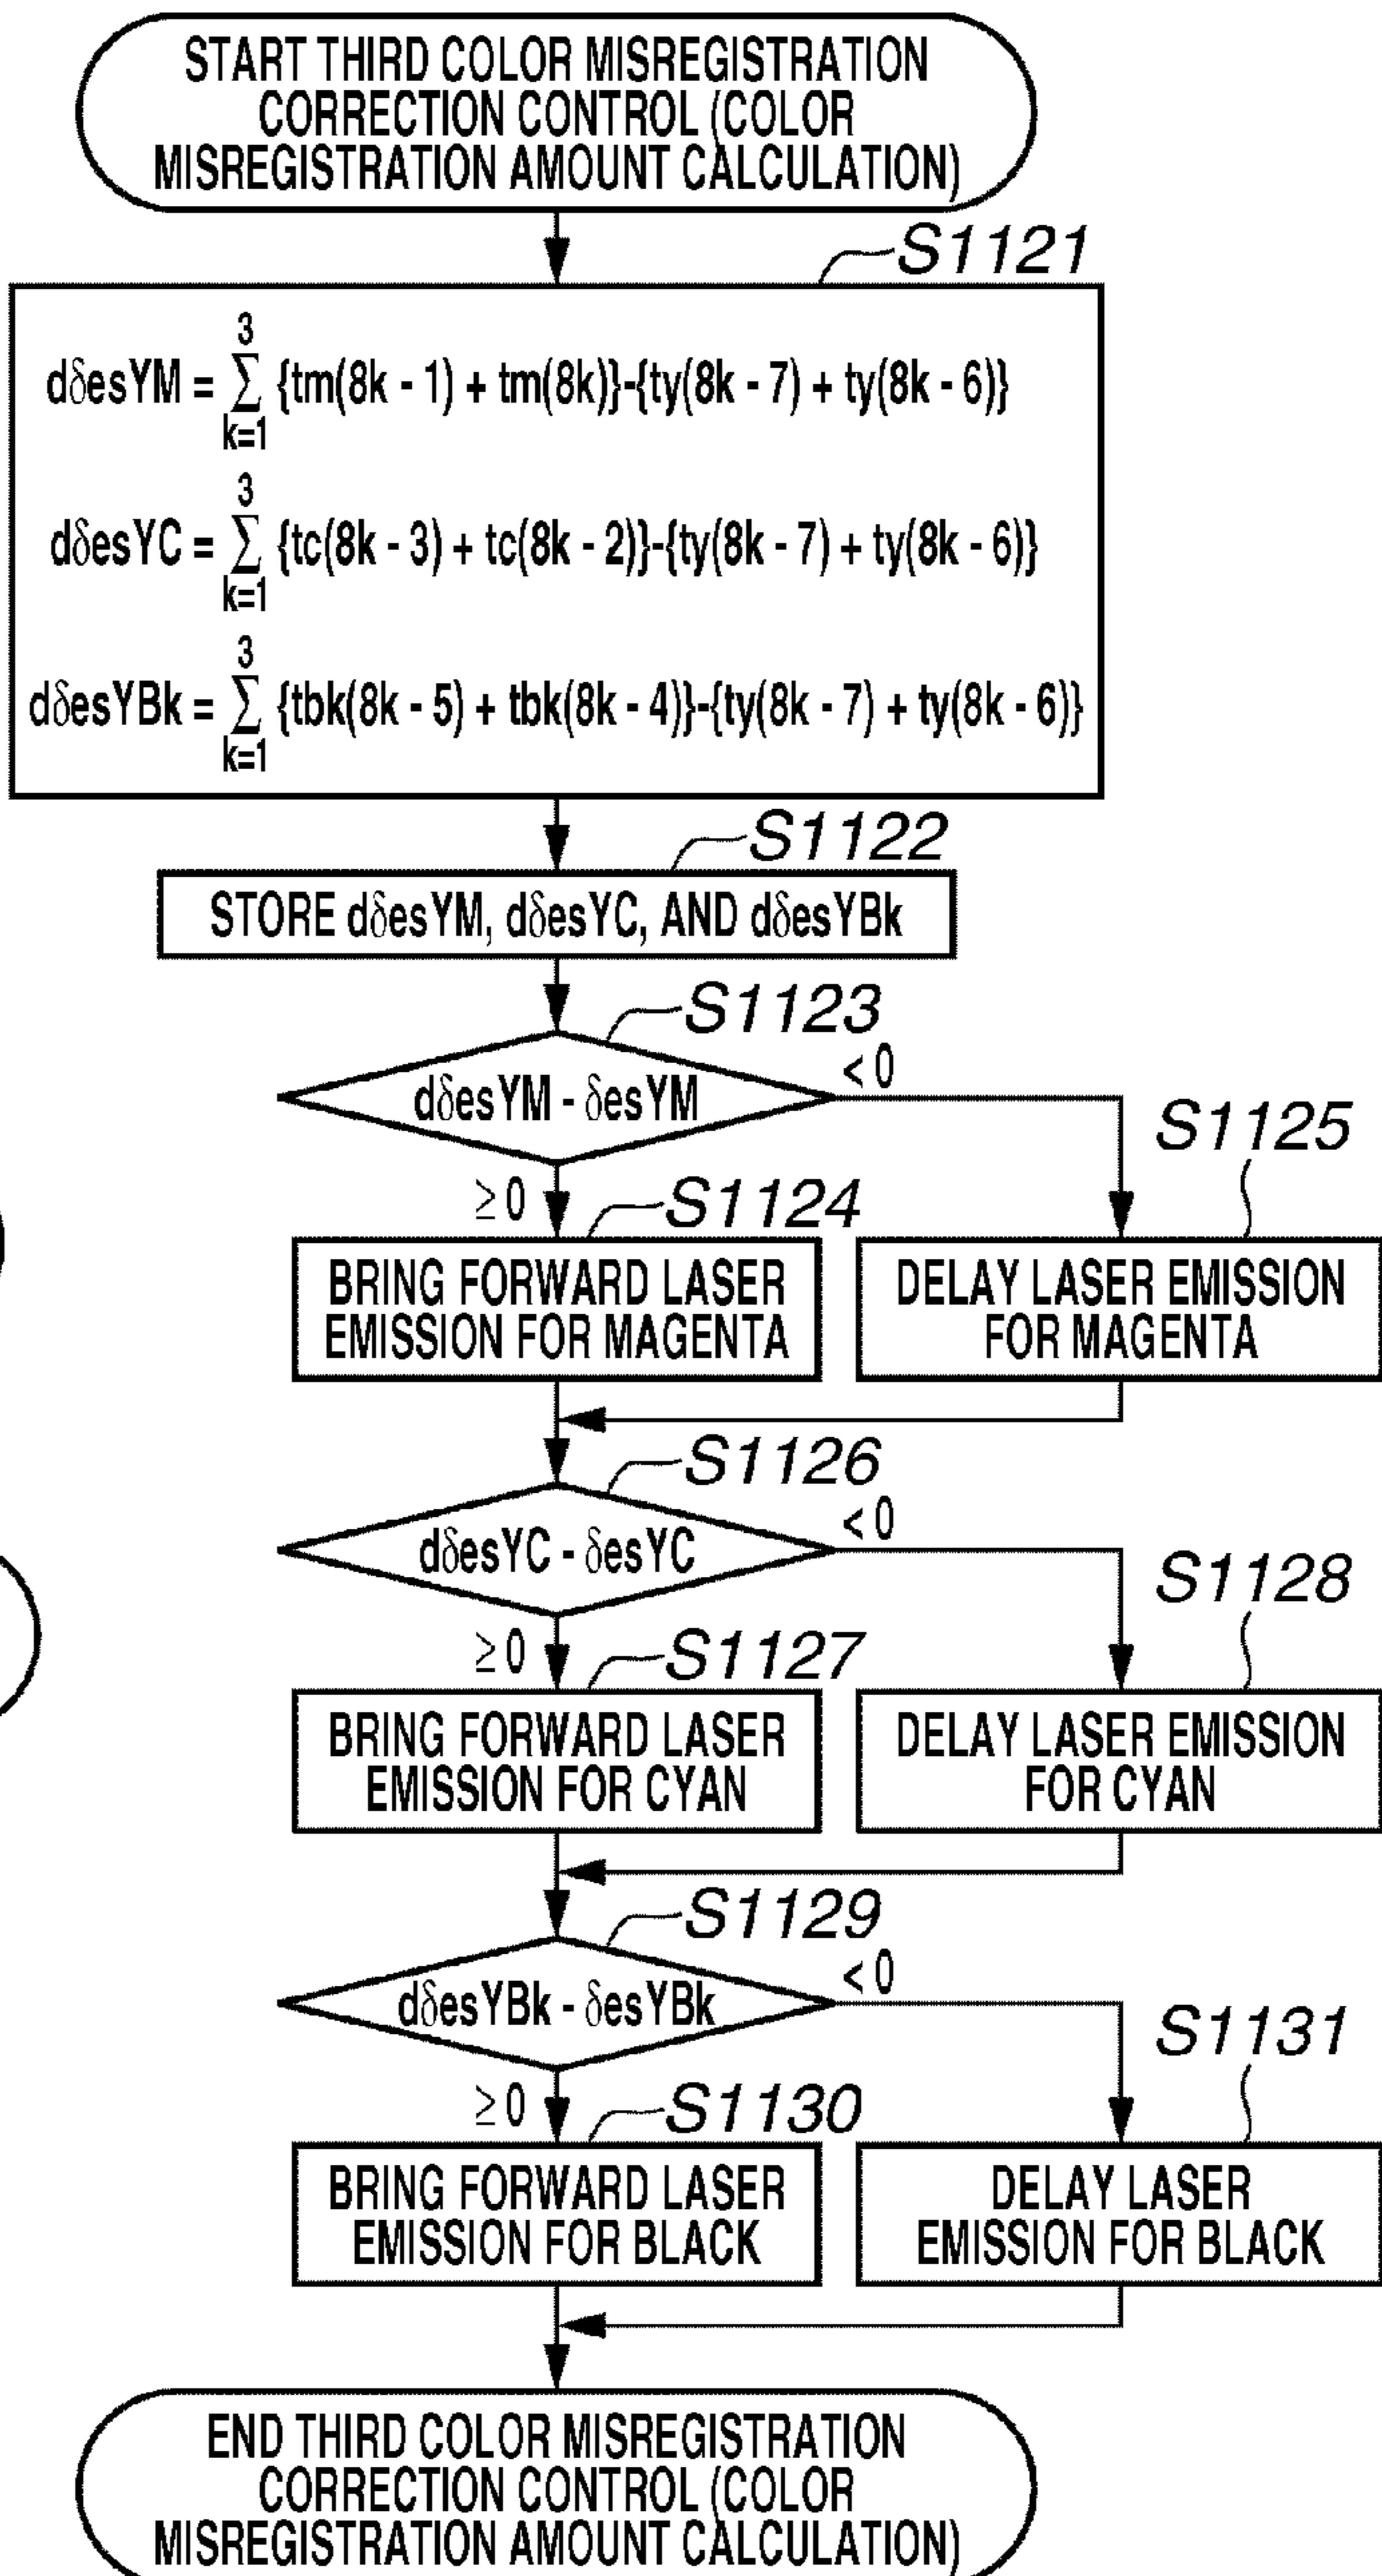 START THIRD COLOR MISREGISTRATION
CORRECTION CONTROL (COLOR
MISREGISTRATION AMOUNT CALCULATION)
S1121
dδesYM = Σ(k=1 to 3) {tm(8k - 1) + tm(8k)}-{ty(8k - 7) + ty(8k - 6)}
dδesYC = Σ(k=1 to 3) {tc(8k - 3) + tc(8k - 2)}-{ty(8k - 7) + ty(8k - 6)}
dδesYBk = Σ(k=1 to 3) {tbk(8k - 5) + tbk(8k - 4)}-{ty(8k - 7) + ty(8k - 6)}
S1122
STORE dδesYM, dδesYC, AND dδesYBk
S1123
dδesYM - δesYM
< 0
≥ 0
S1124
S1125
BRING FORWARD LASER
EMISSION FOR MAGENTA
DELAY LASER EMISSION
FOR MAGENTA
S1126
dδesYC - δesYC
< 0
≥ 0
S1127
S1128
BRING FORWARD LASER
EMISSION FOR CYAN
DELAY LASER EMISSION
FOR CYAN
S1129
dδesYBk - δesYBk
< 0
≥ 0
S1130
S1131
BRING FORWARD LASER
EMISSION FOR BLACK
DELAY LASER
EMISSION FOR BLACK
END THIRD COLOR MISREGISTRATION
CORRECTION CONTROL (COLOR
MISREGISTRATION AMOUNT CALCULATION)